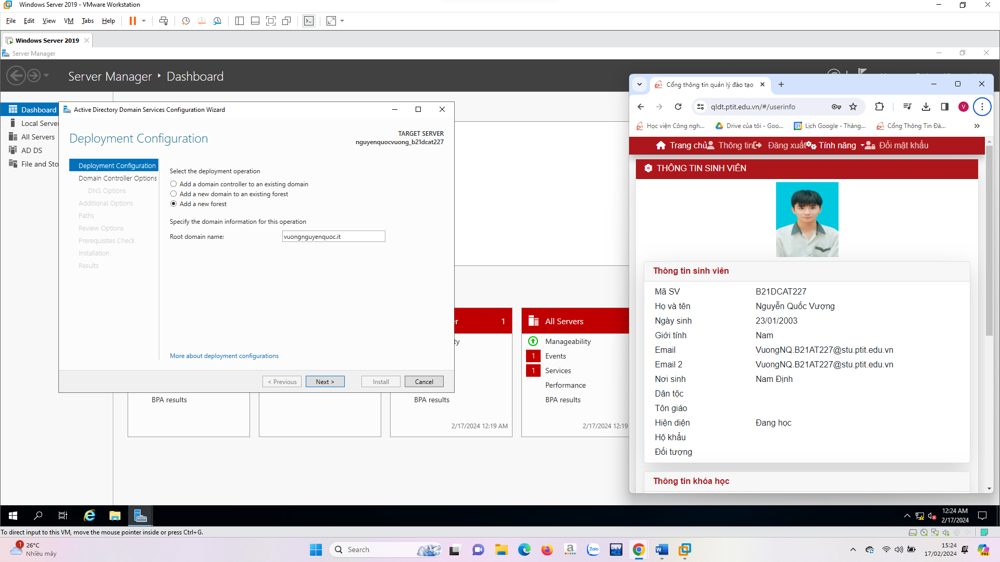 Windows Server 2019 - VMware Workstation
File Edit View VM Tabs Help
Windows Server 2019
Server Manager
Server Manager Dashboard
Dashboard
Local Server
All Servers
AD DS
File and Sto
Active Directory Domain Services Configuration Wizard
Deployment Configuration
TARGET SERVER
nguyenquocvuong_b21dcat227
Deployment Configuration
Domain Controller Options
DNS Options
Additional Options
Paths
Review Options
Prerequisites Check
Installation
Results
Select the deployment operation
Add a domain controller to an existing domain
Add a new domain to an existing forest
Add a new forest
Specify the domain information for this operation
Root domain name: vuongnguyenquoc.it
More about deployment configurations
< Previous Next > Install Cancel
BPA results
r 1
ty
BPA results
2/17/2024 12:19 AM
All Servers
Manageability
1 Events
1 Services
Performance
BPA results
2/17/2024 12:19
Cổng thông tin quản lý đào tạo
qldt.ptit.edu.vn/#/userinfo
V
Học viện Công ngh... Drive của tôi - Goo... 31 Lịch Google - Tháng... Cổng Thông Tin Đà... »
Trang chủ Thông tin Đăng xuất Tính năng Đổi mật khẩu
THÔNG TIN SINH VIÊN
Thông tin sinh viên
Mã SV B21DCAT227
Họ và tên Nguyễn Quốc Vượng
Ngày sinh 23/01/2003
Giới tính Nam
Email VuongNQ.B21AT227@stu.ptit.edu.vn
Email 2 VuongNQ.B21AT227@stu.ptit.edu.vn
Nơi sinh Nam Định
Dân tộc
Tôn giáo
Hiện diện Đang học
Hộ khẩu
Đối tượng
Thông tin khóa học
12:24 AM
2/17/2024
To direct input to this VM, move the mouse pointer inside or press Ctrl+G.
1
26°C
Nhiều mây
Search
a
Zalo
DEV
W
15:24
17/02/2024
PRE